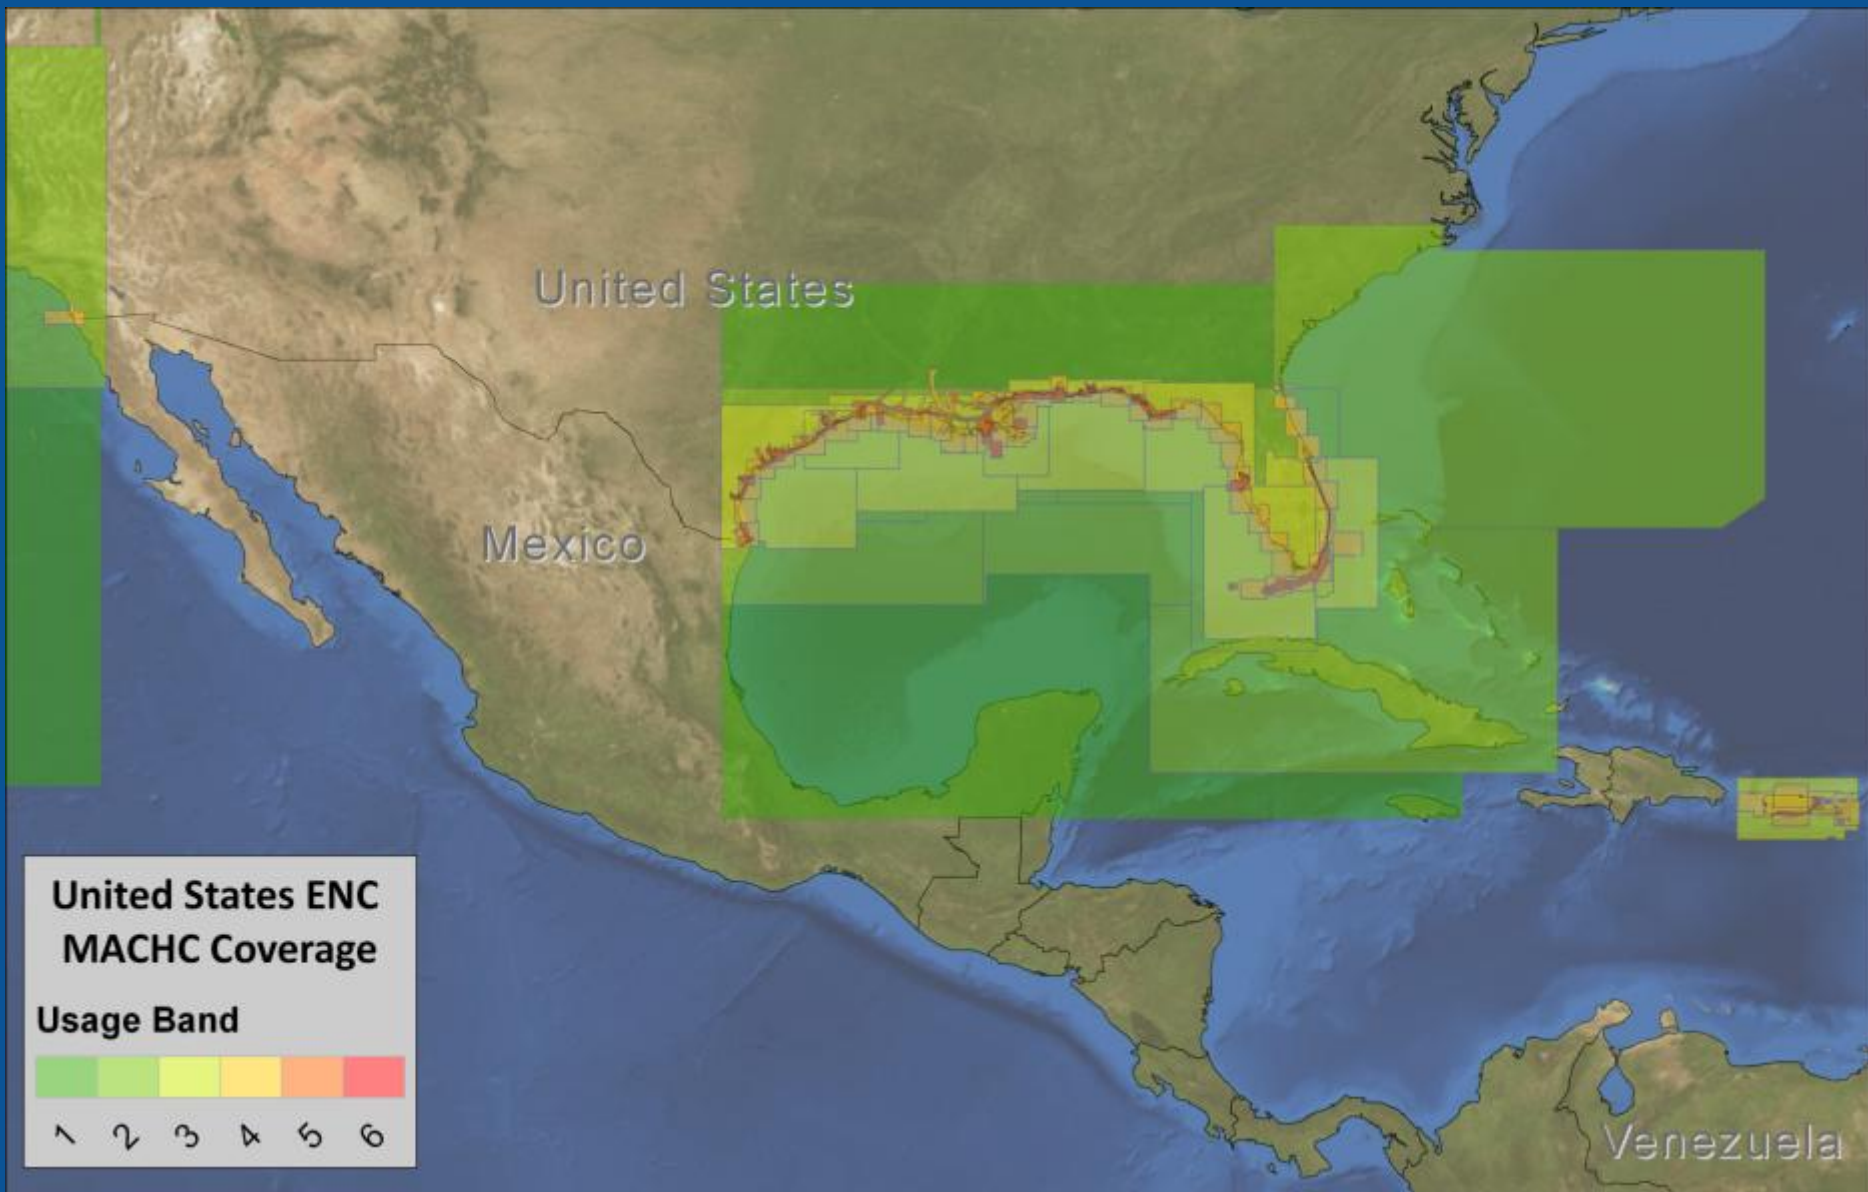 United States
Mexico
Venezuela
United States ENC
MACHC Coverage
Usage Band
1 2 3 4 5 6